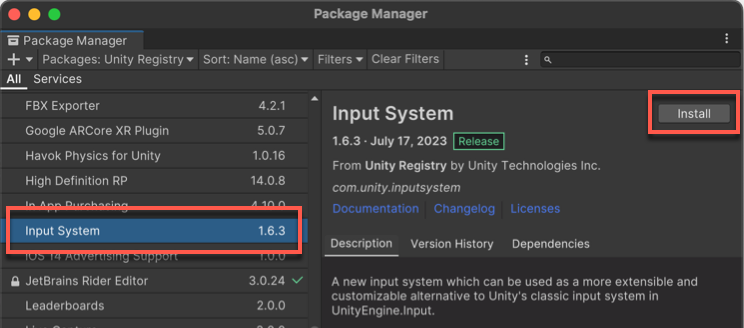 Package Manager
Package Manager
+ Packages: Unity Registry Sort: Name (asc) Filters Clear Filters
All Services
FBX Exporter 4.2.1
Google ARCore XR Plugin 5.0.7
Havok Physics for Unity 1.0.16
High Definition RP 14.0.8
In App Purchasing 4.10.0
Input System 1.6.3
iOS 14 Advertising Support 1.0.0
JetBrains Rider Editor 3.0.24
Leaderboards 2.0.0
Input System
Install
1.6.3 · July 17, 2023 Release
From Unity Registry by Unity Technologies Inc.
com.unity.inputsystem
Documentation Changelog Licenses
Description Version History Dependencies
A new input system which can be used as a more extensible and
customizable alternative to Unity's classic input system in
UnityEngine.Input.